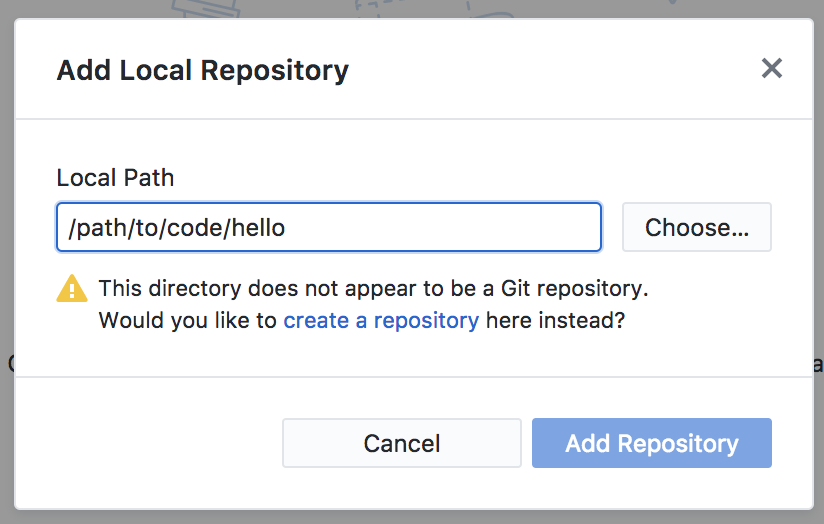 Add Local Repository
Local Path
/path/to/code/hello
Choose...
This directory does not appear to be a Git repository.
Would you like to create a repository here instead?
Cancel
Add Repository